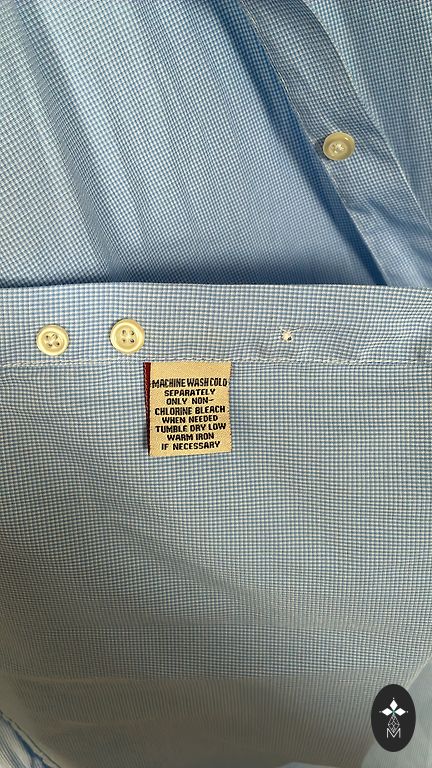 MACHINE WASH COLD
SEPARATELY
ONLY NON-
CHLORINE BLEACH
WHEN NEEDED
TUMBLE DRY LOW
WARM IRON
IF NECESSARY
M